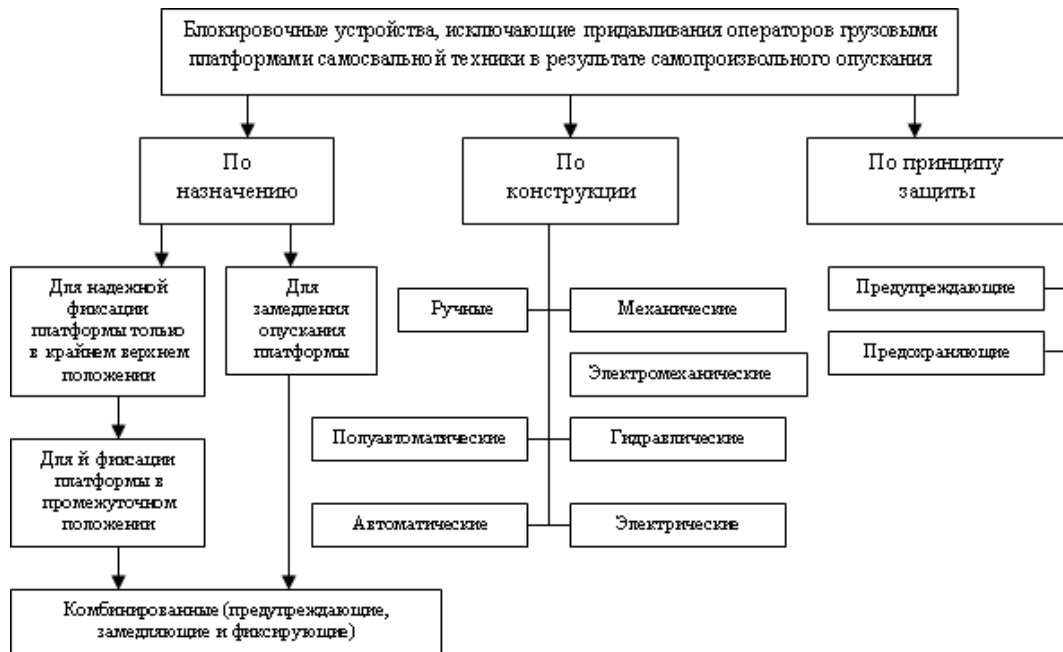 Блокировочные устройства, исключающие придавливания операторов грузовыми
платформами самосвальной техники в результате самопроизвольного опускания
По
назначению
По
конструкции
По принципу
защиты
Для надежной
фиксации
платформы только
в крайнем верхнем
положении
Для
замедления
опускания
платформы
Ручные
Механические
Предупреждающие
Электромеханические
Предохраняющие
Полуавтоматические
Гидравлические
Для й фиксации
платформы в
промежуточном
положении
Автоматические
Электрические
Комбинированные (предупреждающие,
замедляющие и фиксирующие)